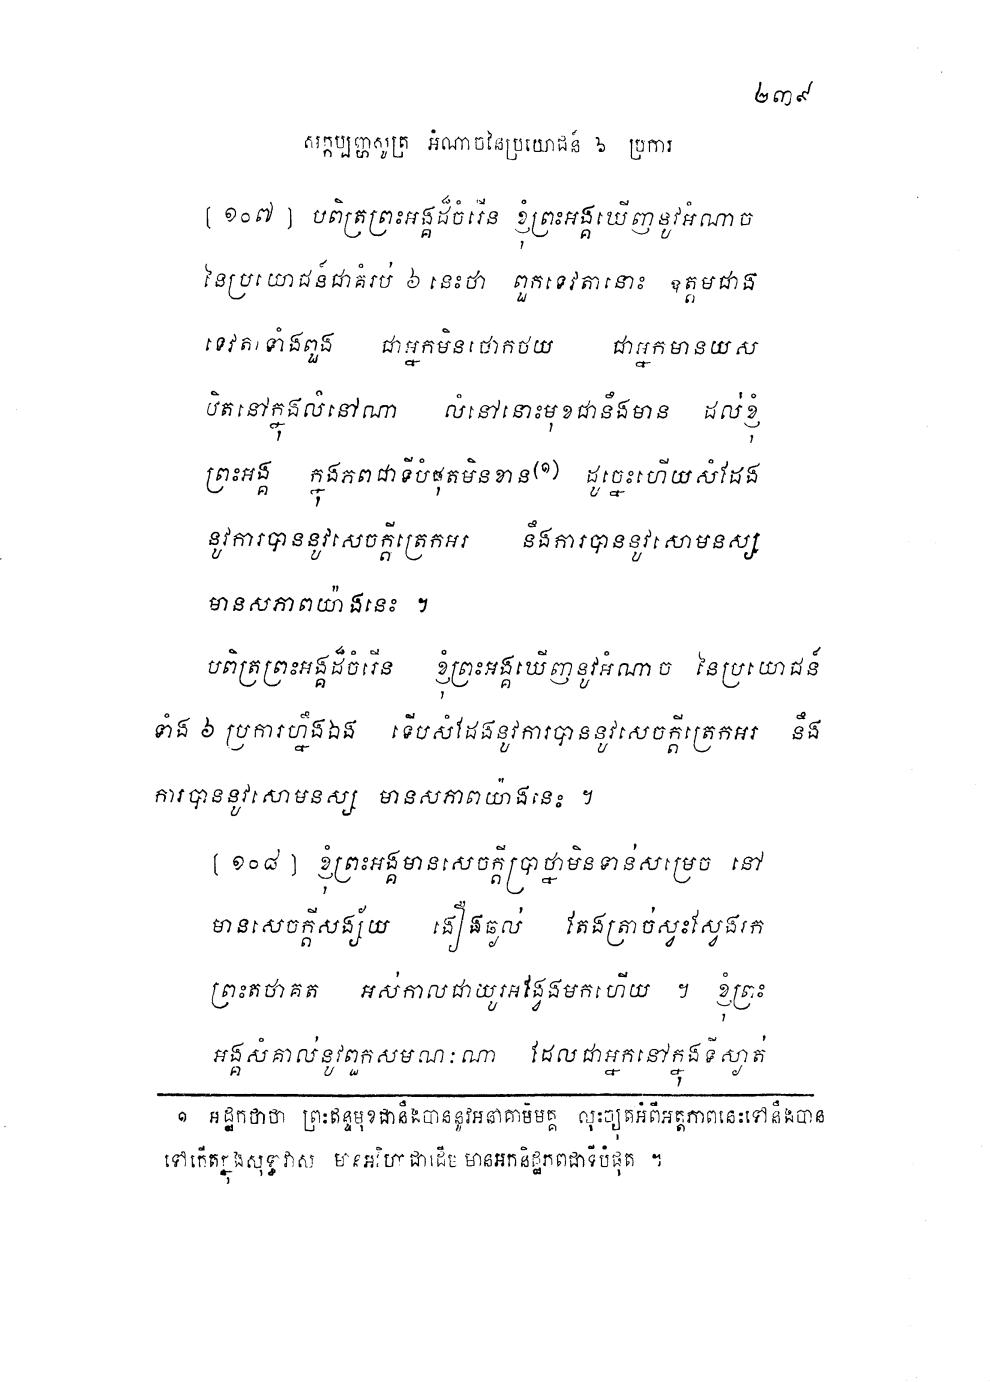 ២៣៩
សក្កប្បញ្ហសូត្រ អំណាចនៃប្រយោជន៍ ៦ ប្រការ
[ ១០៧ ] បពិត្រព្រះអង្គដ៏ចំរើន ខ្ញុំព្រះអង្គឃើញនូវអំណាច
នៃប្រយោជន៍ជាគំរប់ ៦ នេះថា ពួកទេវតានោះ ឧត្តមជាង
ទេវតាទាំងពួង ជាអ្នកមិនថោកថយ ជាអ្នកមានយស
ឋិតនៅក្នុងលំនៅណា លំនៅនោះមុខជានឹងមាន ដល់ខ្ញុំ
ព្រះអង្គ ក្នុងភពជាទីបំផុតមិនខាន(១) ដូច្នេះហើយសំដែង
នូវការបាននូវសេចក្តីត្រេកអរ នឹងការបាននូវសោមនស្ស
មានសភាពយ៉ាងនេះ ។
បពិត្រព្រះអង្គដ៏ចំរើន ខ្ញុំព្រះអង្គឃើញនូវអំណាច នៃប្រយោជន៍
ទាំង ៦ ប្រការហ្នឹងឯង ទើបសំដែងនូវការបាននូវសេចក្តីត្រេកអរ នឹង
ការបាននូវសោមនស្ស មានសភាពយ៉ាងនេះ ។
[ ១០៨ ] ខ្ញុំព្រះអង្គមានសេចក្តីប្រាថ្នាមិនទាន់សម្រេច នៅ
មានសេចក្តីសង្ស័យ ងឿងឆ្ងល់ តែងត្រាច់ស្វះស្វែងរក
ព្រះតថាគត អស់កាលជាយូរអង្វែងមកហើយ ។ ខ្ញុំព្រះ
អង្គសំគាល់នូវពួកសមណៈណា ដែលជាអ្នកនៅក្នុងទីស្ងាត់
១ អដ្ឋកថាថា ព្រះឥន្ទមុខជានឹងបាននូវអនាគាមិមគ្គ លុះច្យុតអំពីអត្តភាពនេះទៅនឹងបាន
ទៅកើតក្នុងសុទ្ធាវាស មានអវិហាជាដើម មានអកនិដ្ឋភពជាទីបំផុត ។